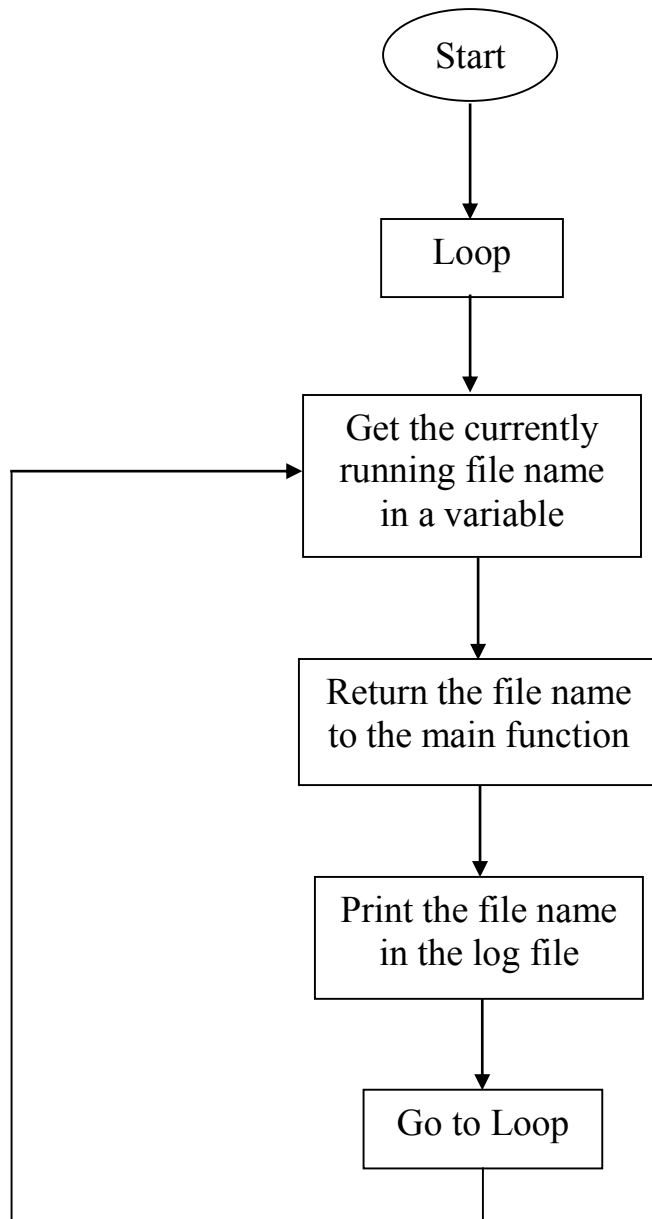 Start
Loop
Get the currently
running file name
in a variable
Return the file name
to the main function
Print the file name
in the log file
Go to Loop